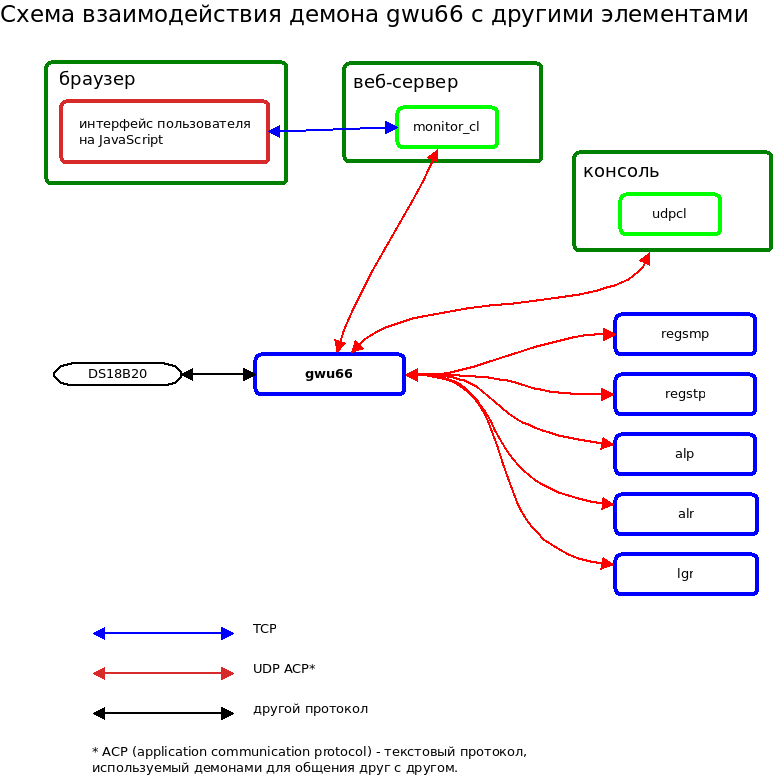 Схема взаимодействия демона gwu66 с другими элементами
браузер
интерфейс пользователя
на JavaScript
веб-сервер
monitor_cl
консоль
udpcl
DS18B20
gwu66
regsmp
regstp
alp
alr
lgr
TCP
UDP ACP*
другой протокол
* ACP (application communication protocol) - текстовый протокол,
используемый демонами для общения друг с другом.